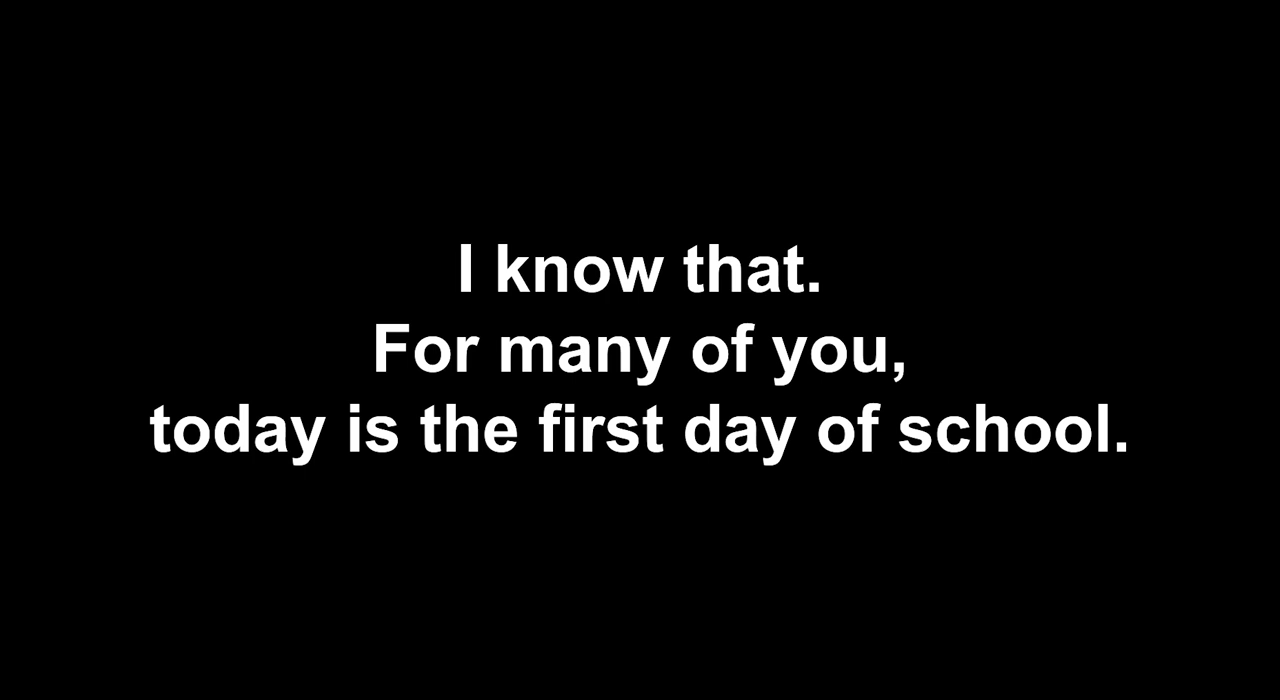 I know that.
For many of you,
today is the first day of school.